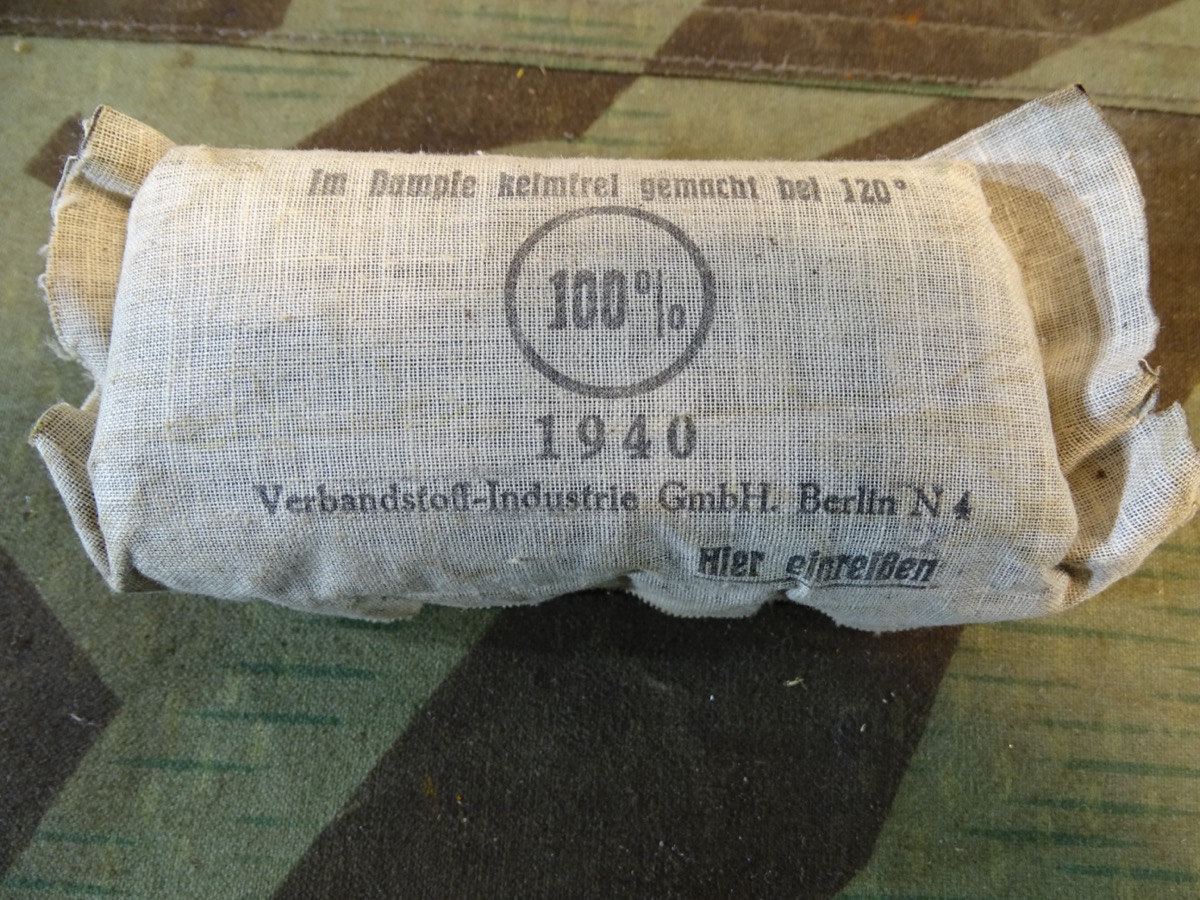 Im Dampfe keimfrei gemacht bei 120°
100%
1940
Verbandstoff-Industrie GmbH. Berlin N 4
Hier einreißen